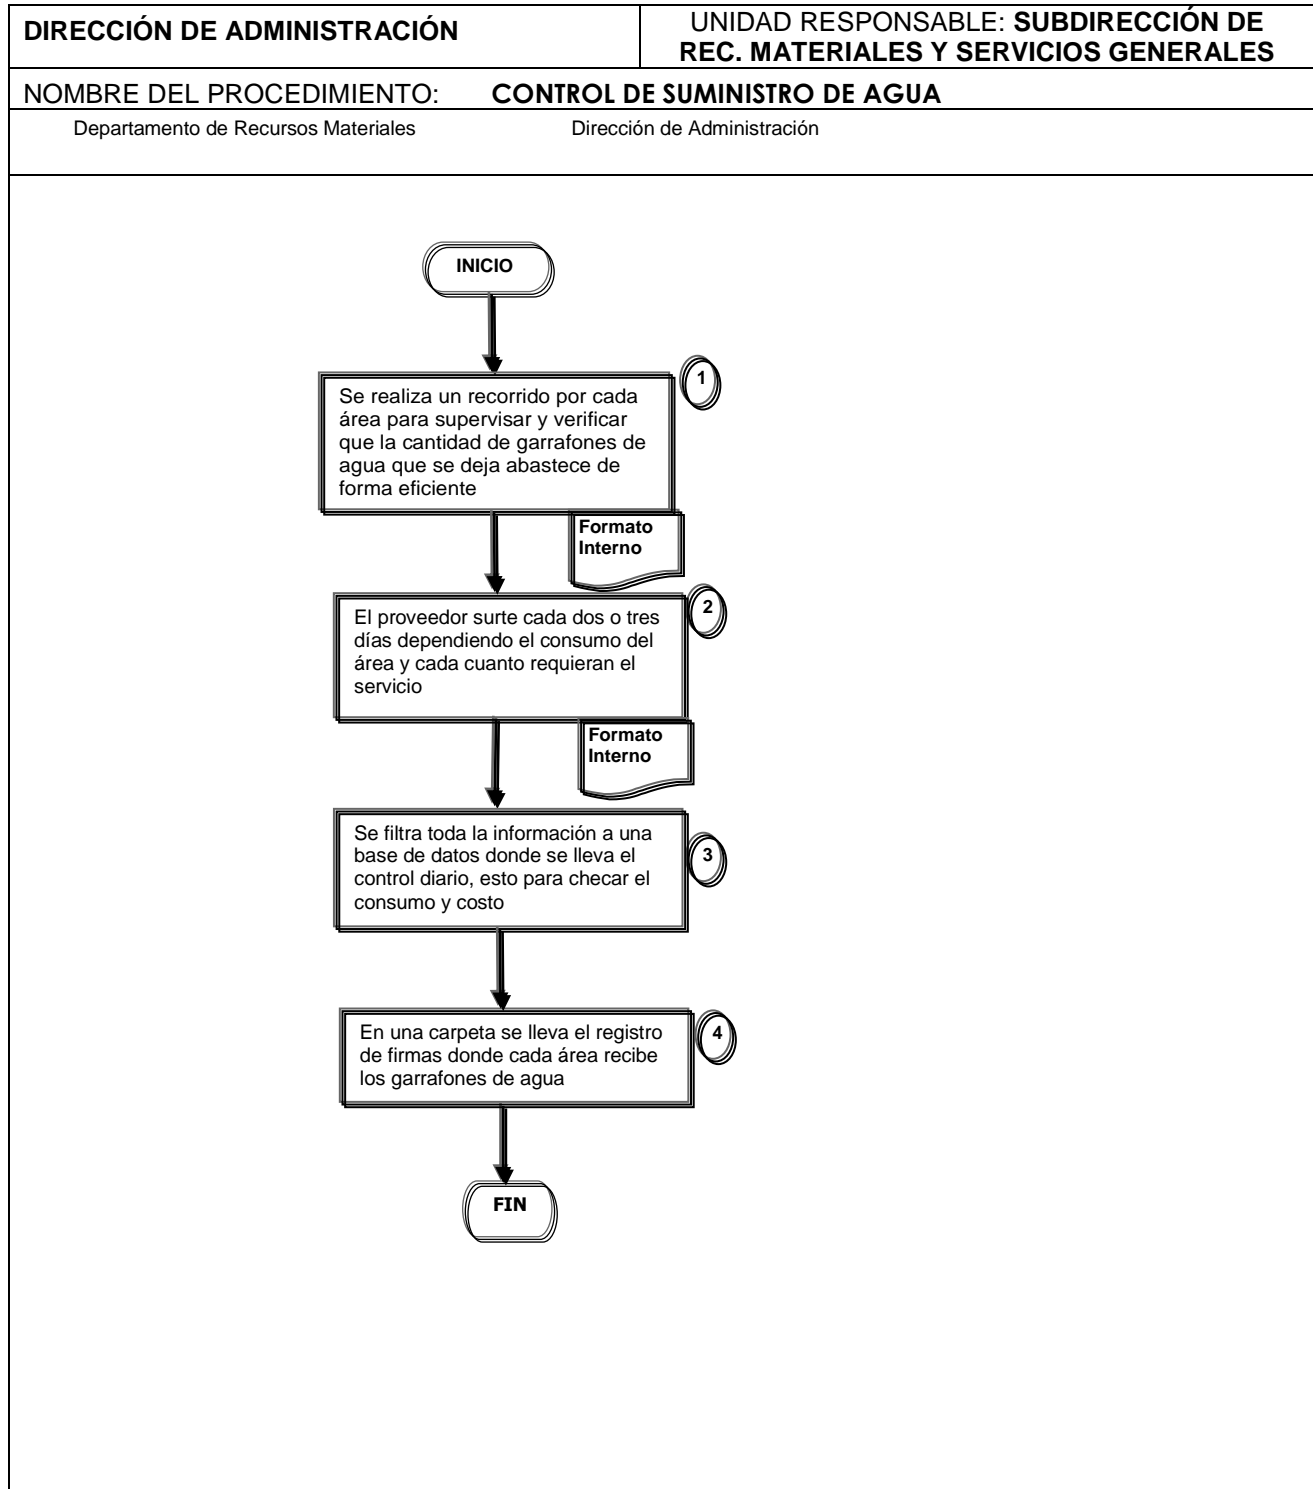 DIRECCIÓN DE ADMINISTRACIÓN
UNIDAD RESPONSABLE: SUBDIRECCIÓN DE
REC. MATERIALES Y SERVICIOS GENERALES
NOMBRE DEL PROCEDIMIENTO: CONTROL DE SUMINISTRO DE AGUA
Departamento de Recursos Materiales
Dirección de Administración
INICIO
1
Se realiza un recorrido por cada
área para supervisar y verificar
que la cantidad de garrafones de
agua que se deja abastece de
forma eficiente
Formato
Interno
2
El proveedor surte cada dos o tres
días dependiendo el consumo del
área y cada cuanto requieran el
servicio
Formato
Interno
3
Se filtra toda la información a una
base de datos donde se lleva el
control diario, esto para checar el
consumo y costo
4
En una carpeta se lleva el registro
de firmas donde cada área recibe
los garrafones de agua
FIN